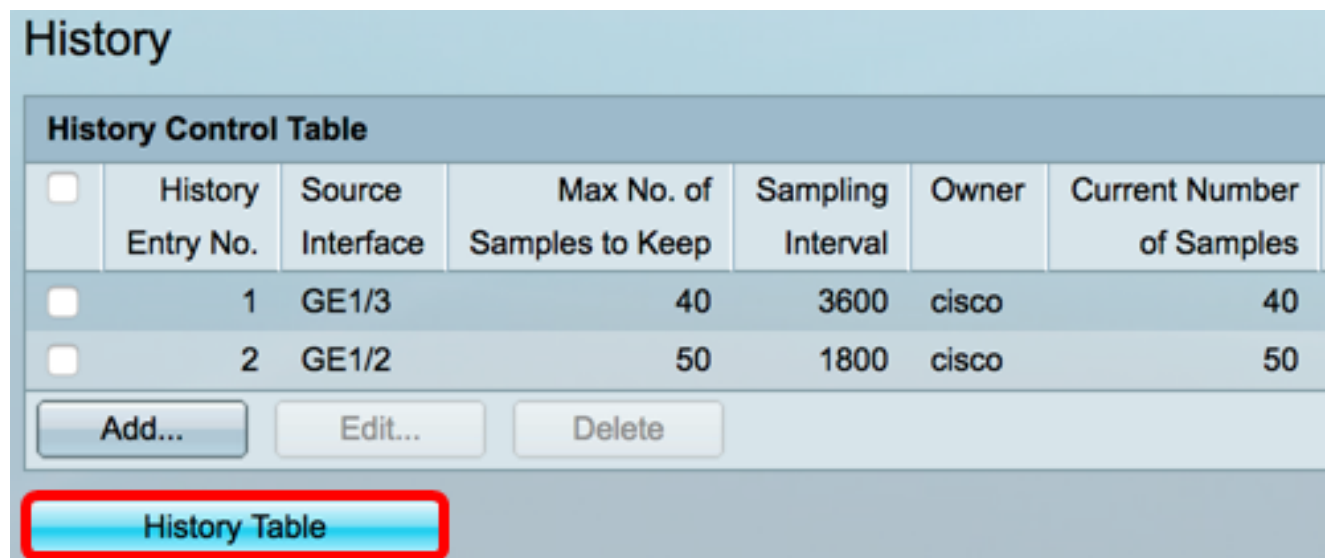 History
History Control Table
History Source Max No. of Sampling Owner Current Number
Entry No. Interface Samples to Keep Interval of Samples
1 GE1/3 40 3600 cisco 40
2 GE1/2 50 1800 cisco 50
Add... Edit... Delete
History Table